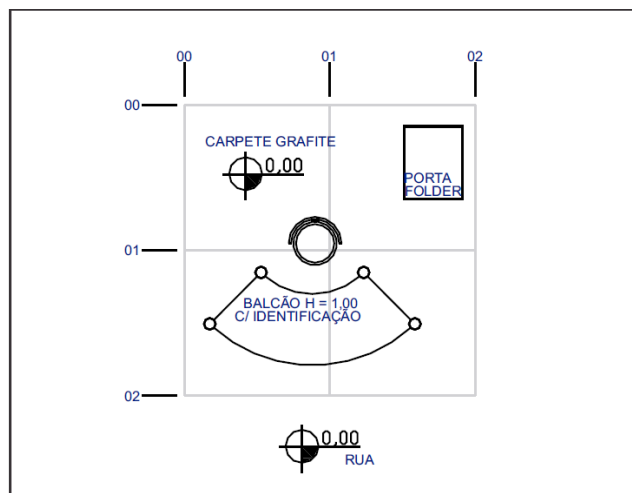 00 01 02
00
CARPETE GRAFITE
0,00
PORTA
FOLDER
01
BALCÃO H = 1,00
C/ IDENTIFICAÇÃO
02
0,00
RUA